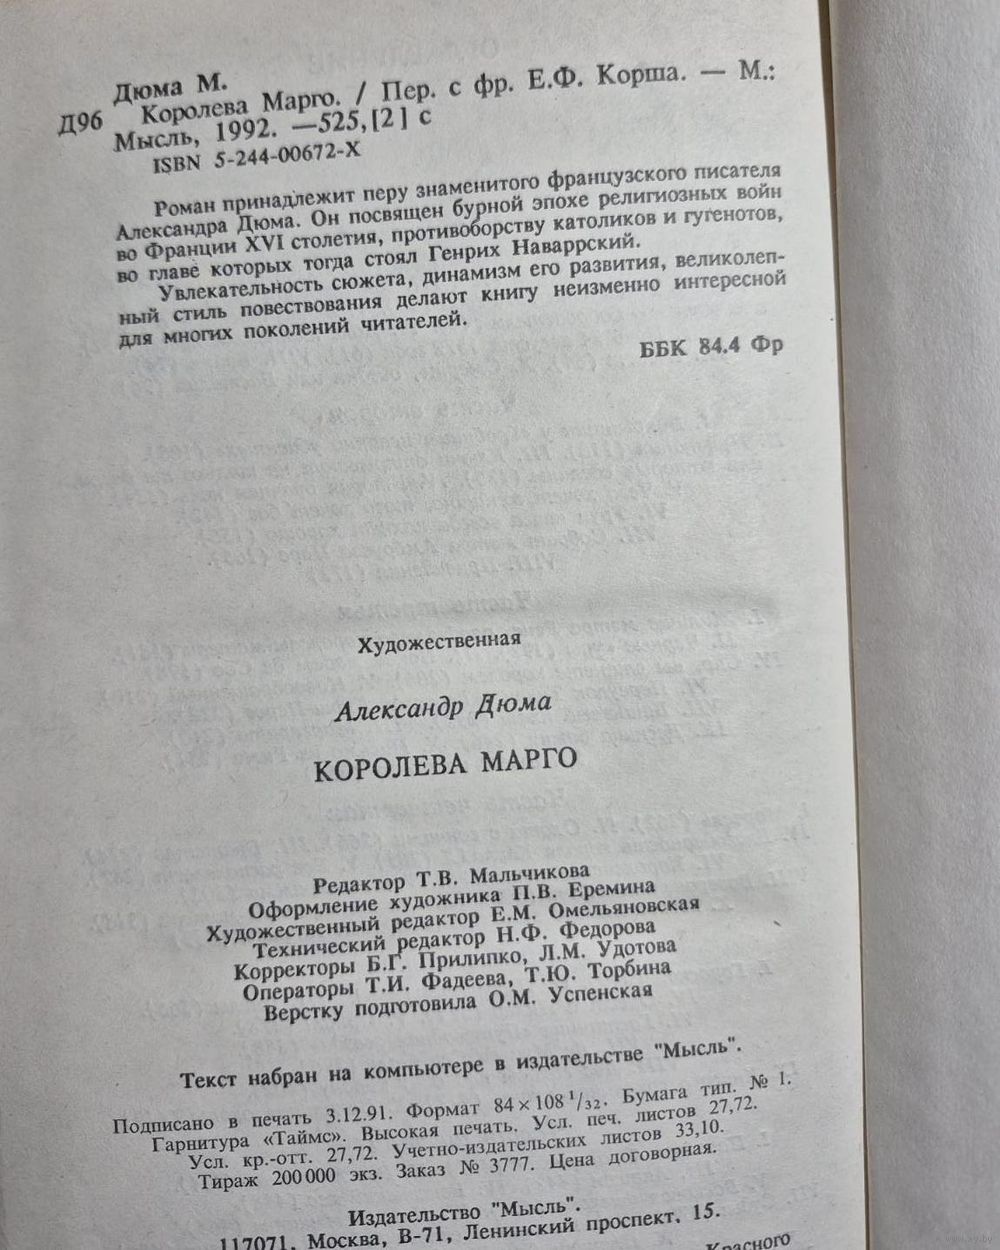 Дюма М.
Д96 Королева Марго. / Пер. с фр. Е.Ф. Корша. — М.:
Мысль, 1992. —525,[2] с
ISBN 5-244-00672-X
Роман принадлежит перу знаменитого французского писателя
Александра Дюма. Он посвящен бурной эпохе религиозных войн
во Франции XVI столетия, противоборству католиков и гугенотов,
во главе которых тогда стоял Генрих Наваррский.
Увлекательность сюжета, динамизм его развития, великолеп-
ный стиль повествования делают книгу неизменно интересной
для многих поколений читателей.
ББК 84.4 Фр
Художественная
Александр Дюма
КОРОЛЕВА МАРГО
Редактор Т.В. Мальчикова
Оформление художника П.В. Еремина
Художественный редактор Е.М. Омельяновская
Технический редактор Н.Ф. Федорова
Корректоры Б.Г. Прилипко, Л.М. Удотова
Операторы Т.И. Фадеева, Т.Ю. Торбина
Верстку подготовила О.М. Успенская
Текст набран на компьютере в издательстве "Мысль".
Подписано в печать 3.12.91. Формат 84×108 1/32. Бумага тип. № 1.
Гарнитура «Таймс». Высокая печать. Усл. печ. листов 27,72.
Усл. кр.-отт. 27,72. Учетно-издательских листов 33,10.
Тираж 200 000 экз. Заказ № 3777. Цена договорная.
Издательство "Мысль".
117071, Москва, В-71, Ленинский проспект, 15.
Красного